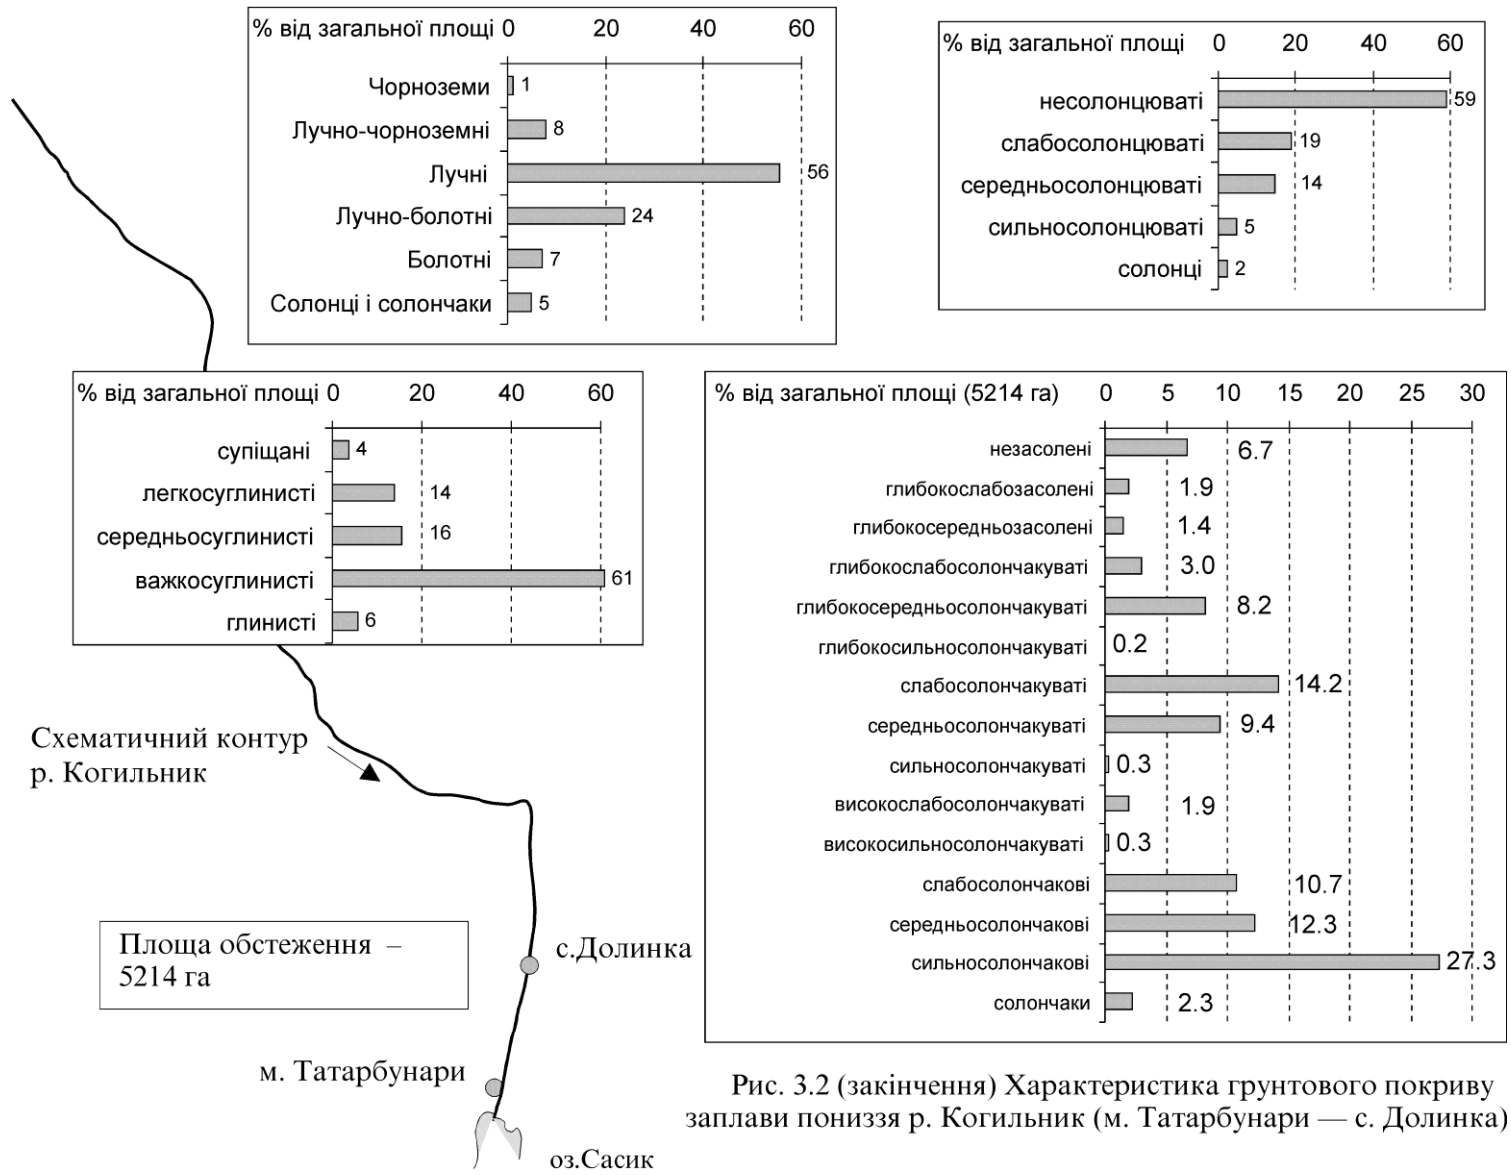 % від загальної площі 0 20 40 60
Чорноземи 1
Лучно-чорноземні 8
Лучні 56
Лучно-болотні 24
Болотні 7
Солонці і солончаки 5
% від загальної площі 0 20 40 60
несолонцюваті 59
слабосолонцюваті 19
середньосолонцюваті 14
сильносолонцюваті 5
солонці 2
% від загальної площі 0 20 40 60
супіщані 4
легкосуглинисті 14
середньосуглинисті 16
важкосуглинисті 61
глинисті 6
% від загальної площі (5214 га) 0 5 10 15 20 25 30
незасолені 6.7
глибокослабозасолені 1.9
глибокосередньозасолені 1.4
глибокослабосолончакуваті 3.0
глибокосередньосолончакуваті 8.2
глибокосильносолончакуваті 0.2
слабосолончакуваті 14.2
середньосолончакуваті 9.4
сильносолончакуваті 0.3
високослабосолончакуваті 1.9
високосильносолончакуваті 0.3
слабосолончакові 10.7
середньосолончакові 12.3
сильносолончакові 27.3
солончаки 2.3
Схематичний контур
р. Когильник
Площа обстеження –
5214 га
с.Долинка
м. Татарбунари
оз.Сасик
Рис. 3.2 (закінчення) Характеристика грунтового покриву
заплави пониззя р. Когильник (м. Татарбунари — с. Долинка)